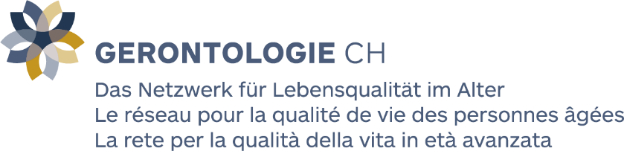 GERONTOLOGIE CH
Das Netzwerk für Lebensqualität im Alter
Le réseau pour la qualité de vie des personnes âgées
La rete per la qualità della vita in età avanzata